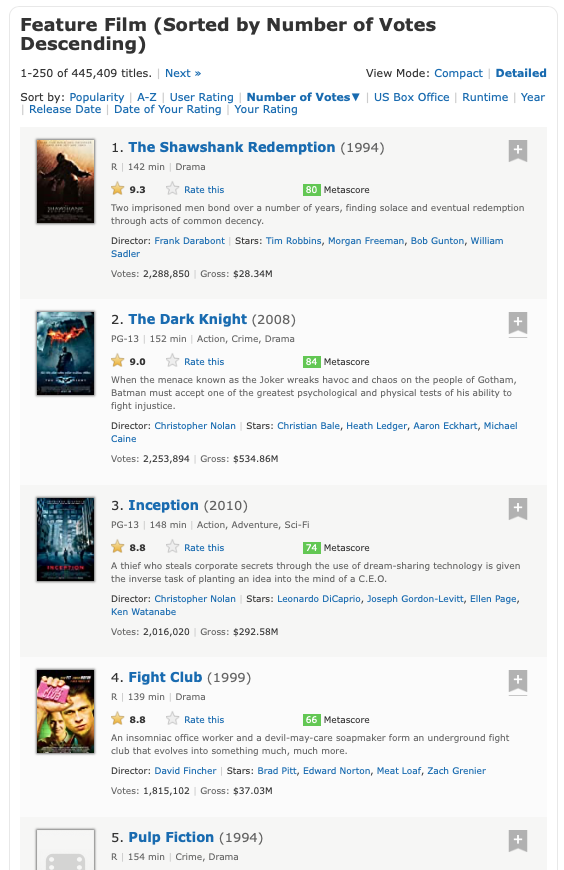 Feature Film (Sorted by Number of Votes
Descending)
1-250 of 445,409 titles. | Next »
View Mode: Compact | Detailed
Sort by: Popularity | A-Z | User Rating | Number of Votes▼ | US Box Office | Runtime | Year
| Release Date | Date of Your Rating | Your Rating
1. The Shawshank Redemption (1994)
R | 142 min | Drama
9.3 Rate this 80 Metascore
Two imprisoned men bond over a number of years, finding solace and eventual redemption
through acts of common decency.
Director: Frank Darabont | Stars: Tim Robbins, Morgan Freeman, Bob Gunton, William
Sadler
Votes: 2,288,850 | Gross: $28.34M
2. The Dark Knight (2008)
PG-13 | 152 min | Action, Crime, Drama
9.0 Rate this 84 Metascore
When the menace known as the Joker wreaks havoc and chaos on the people of Gotham,
Batman must accept one of the greatest psychological and physical tests of his ability to
fight injustice.
Director: Christopher Nolan | Stars: Christian Bale, Heath Ledger, Aaron Eckhart, Michael
Caine
Votes: 2,253,894 | Gross: $534.86M
3. Inception (2010)
PG-13 | 148 min | Action, Adventure, Sci-Fi
INCEPTION
8.8 Rate this 74 Metascore
A thief who steals corporate secrets through the use of dream-sharing technology is given
the inverse task of planting an idea into the mind of a C.E.O.
Director: Christopher Nolan | Stars: Leonardo DiCaprio, Joseph Gordon-Levitt, Ellen Page,
Ken Watanabe
Votes: 2,016,020 | Gross: $292.58M
4. Fight Club (1999)
R | 139 min | Drama
CLUB
8.8 Rate this 66 Metascore
An insomniac office worker and a devil-may-care soapmaker form an underground fight
club that evolves into something much, much more.
Director: David Fincher | Stars: Brad Pitt, Edward Norton, Meat Loaf, Zach Grenier
Votes: 1,815,102 | Gross: $37.03M
5. Pulp Fiction (1994)
R | 154 min | Crime, Drama